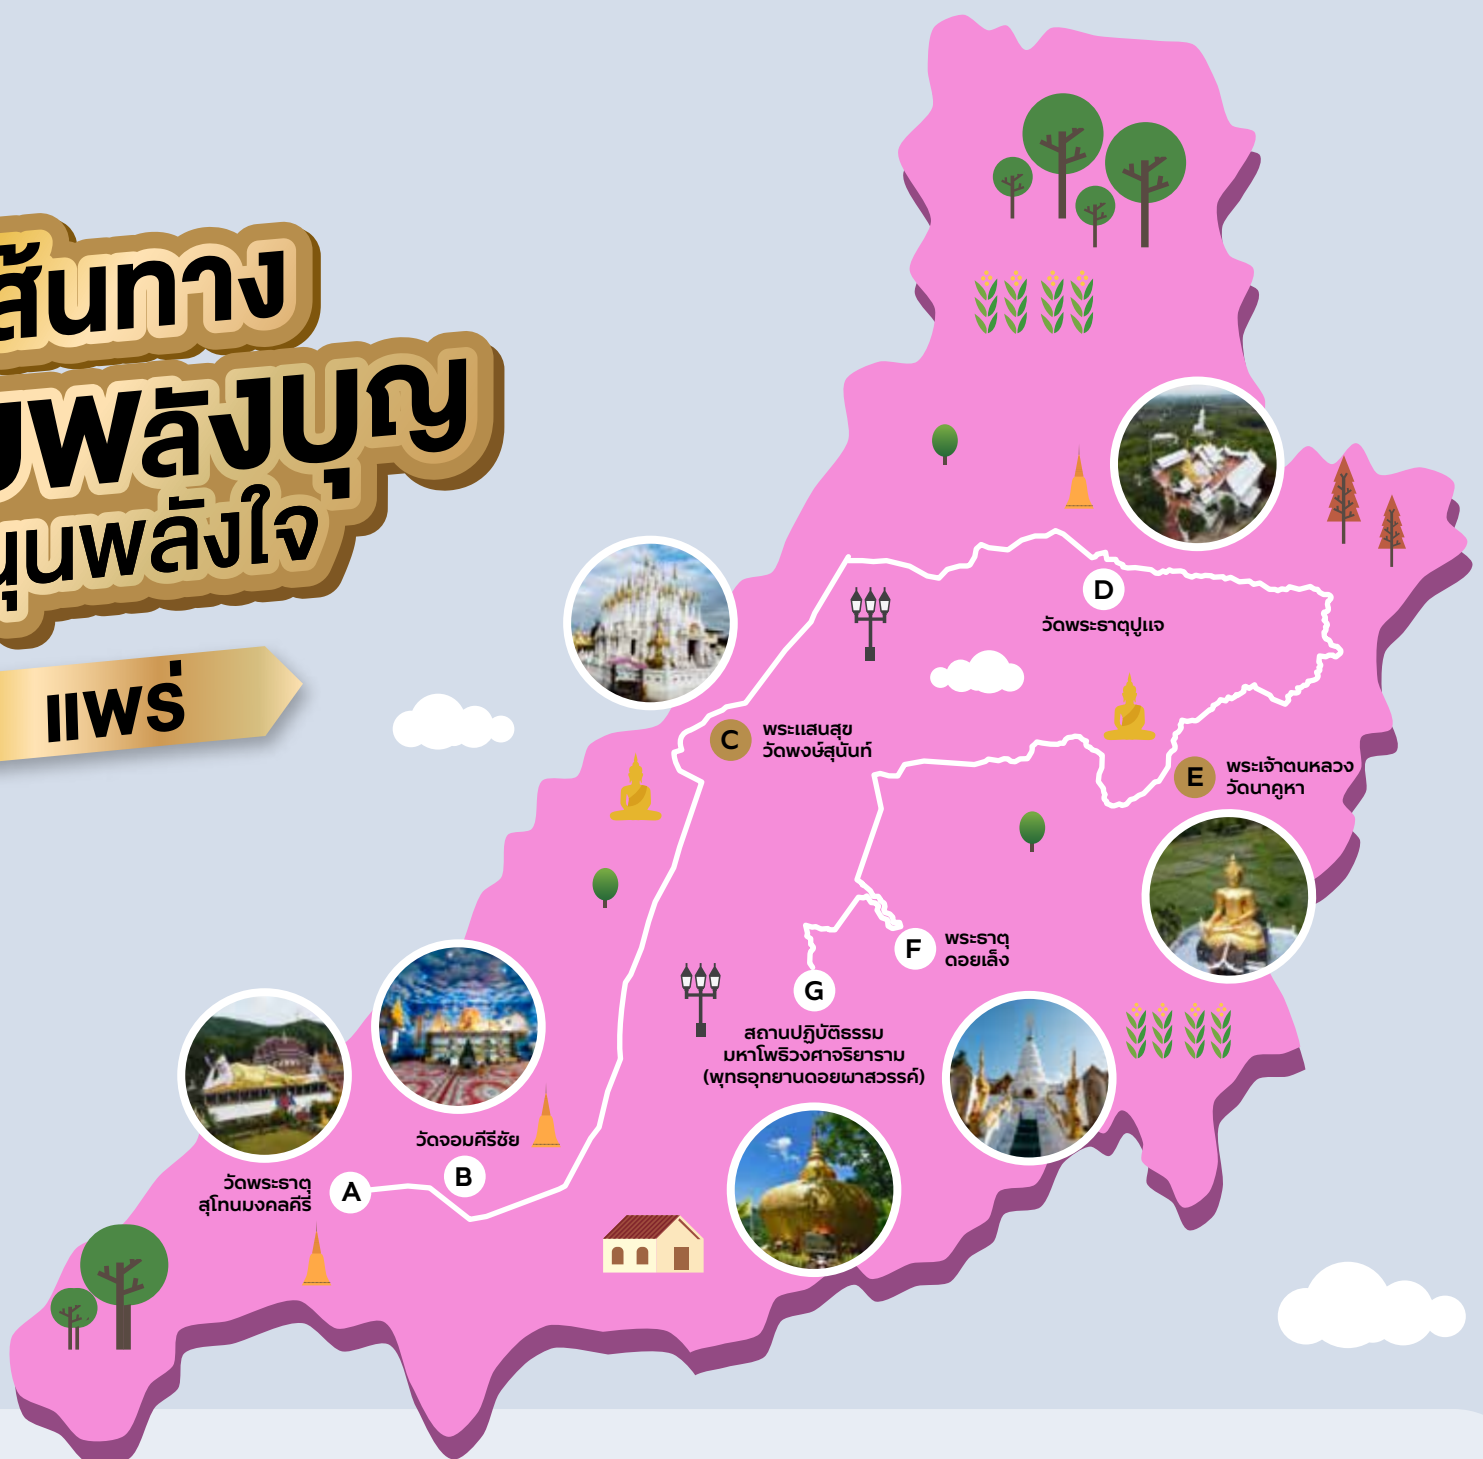 ส้นทาง
พลังบุญ
นุนพลังใจ
แพร่
D
วัดพระธาตุปูแจ
C
พระแสนสุข
วัดพงษ์สุนันท์
E
พระเจ้าตนหลวง
วัดนาคูหา
F
พระธาตุ
ดอยเล็ง
G
สถานปฏิบัติธรรม
มหาโพธิวงศาจริยาราม
(พุทธอุทยานดอยผาสวรรค์)
วัดจอมคีรีชัย
B
วัดพระธาตุ
สุโทนมงคลคีรี
A